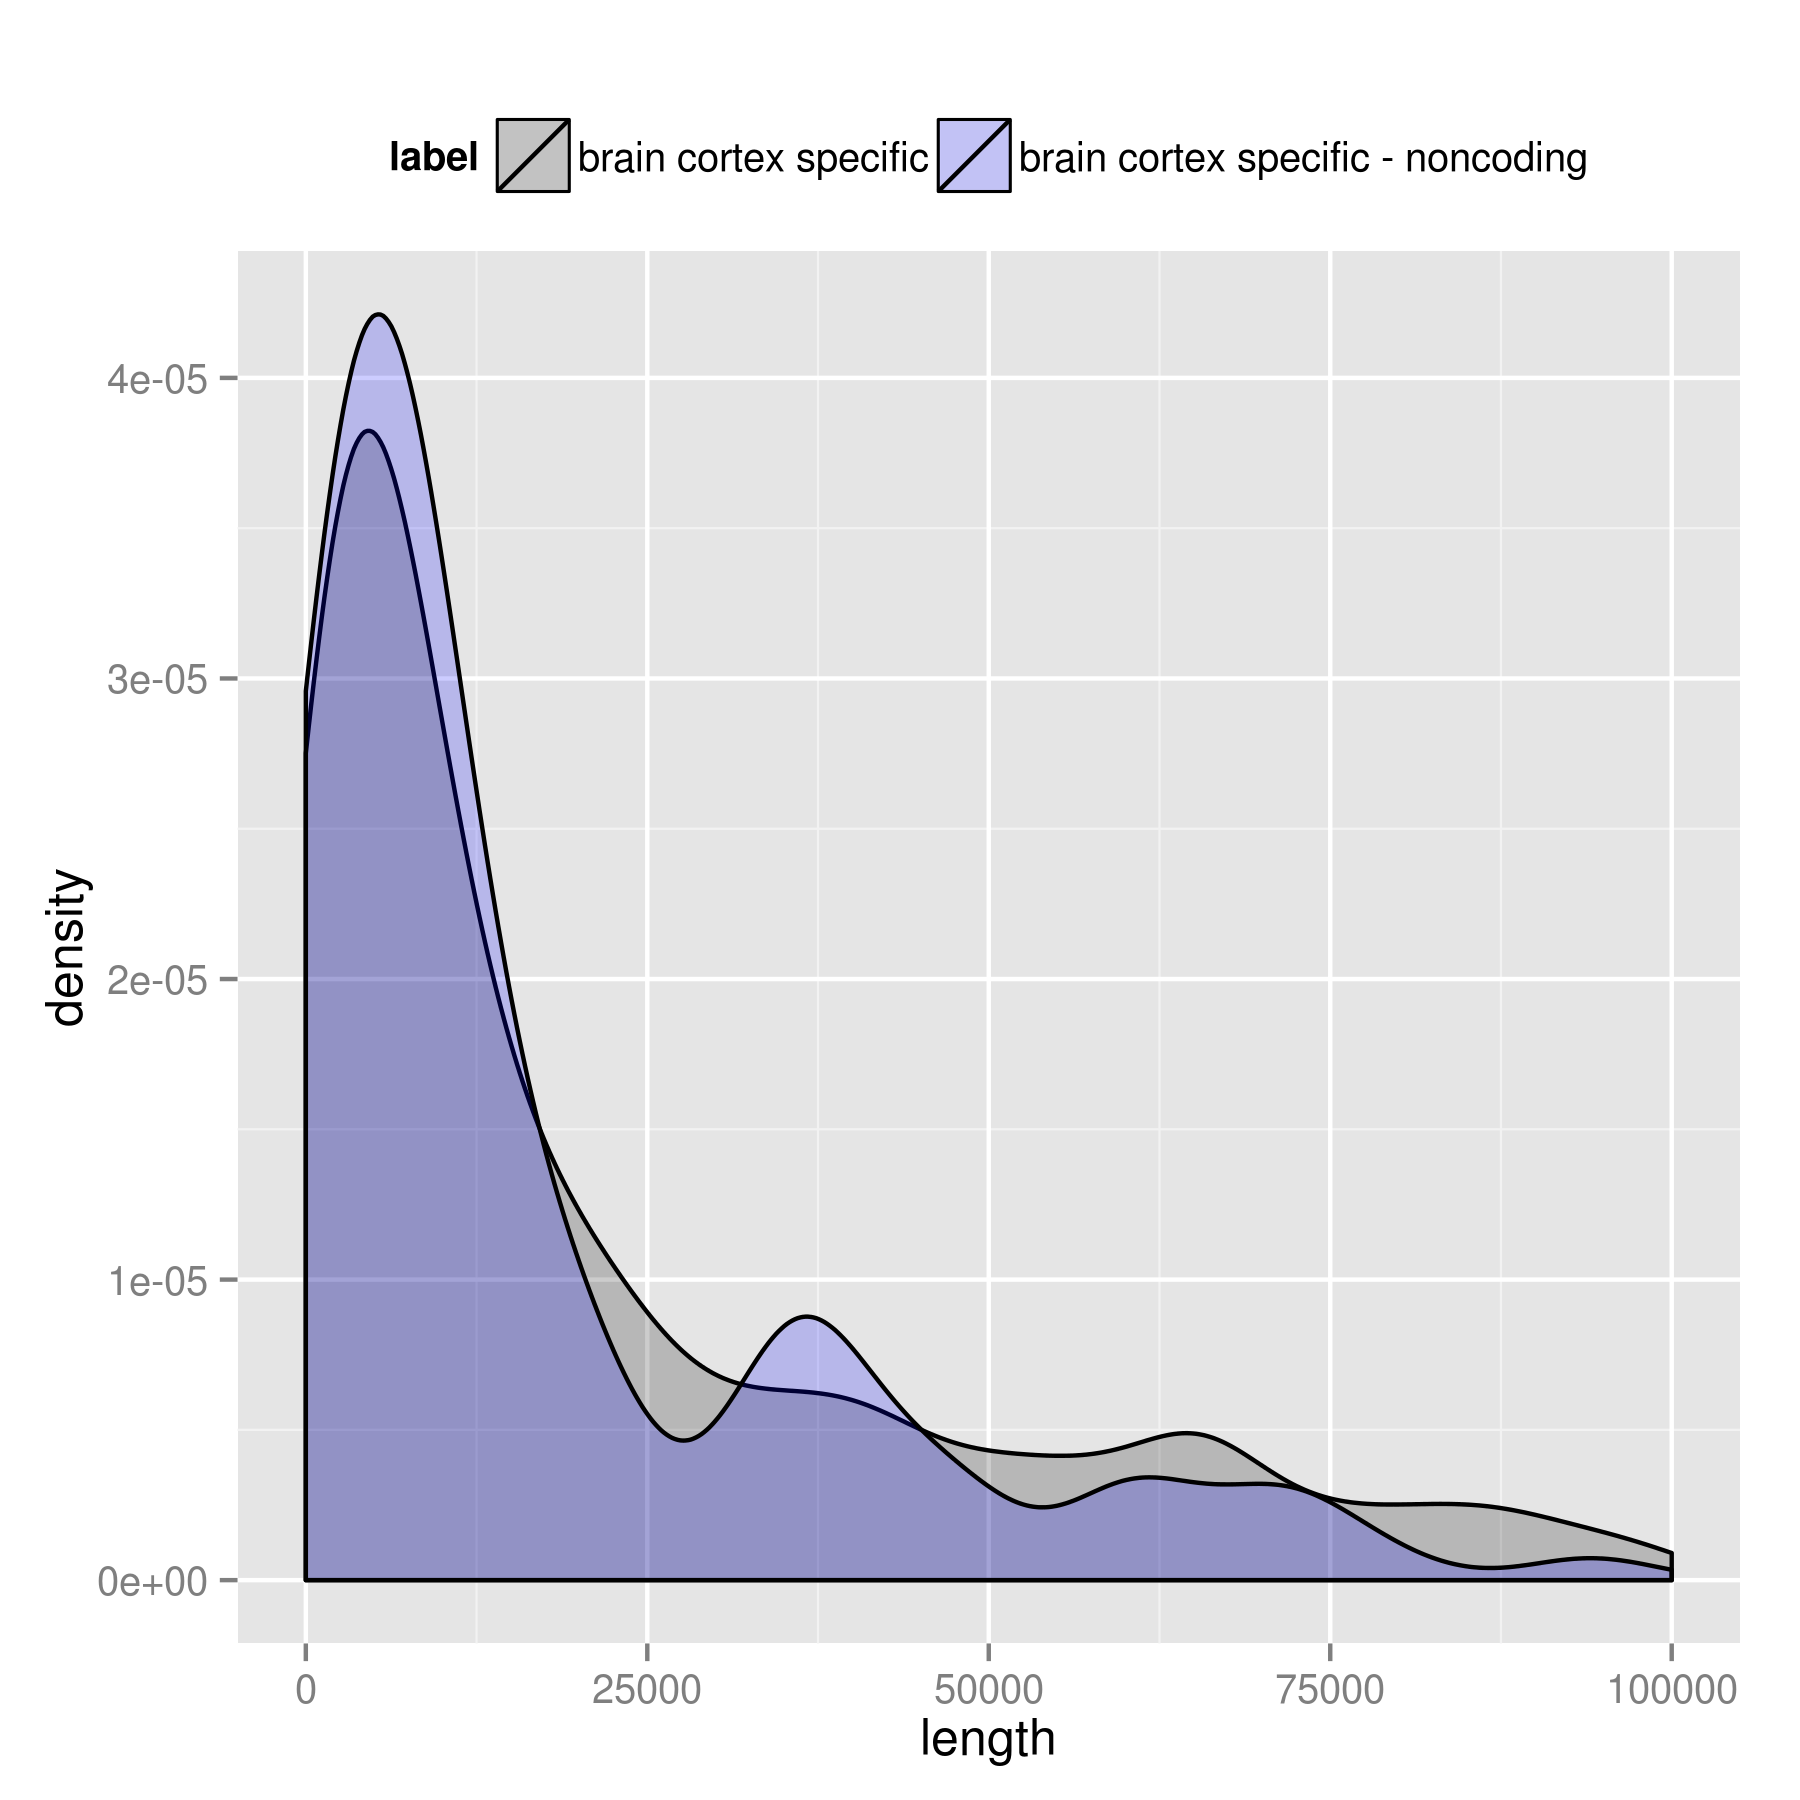 label brain cortex specific brain cortex specific - noncoding
density
4e-05
3e-05
2e-05
1e-05
0e+00
0 25000 50000 75000 100000
length